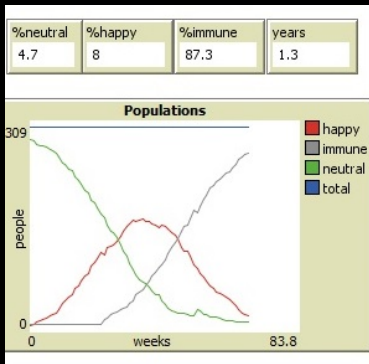 %neutral %happy %immune years
4.7 8 87.3 1.3
Populations
309
happy
immune
neutral
total
people
0
0 weeks 83.8